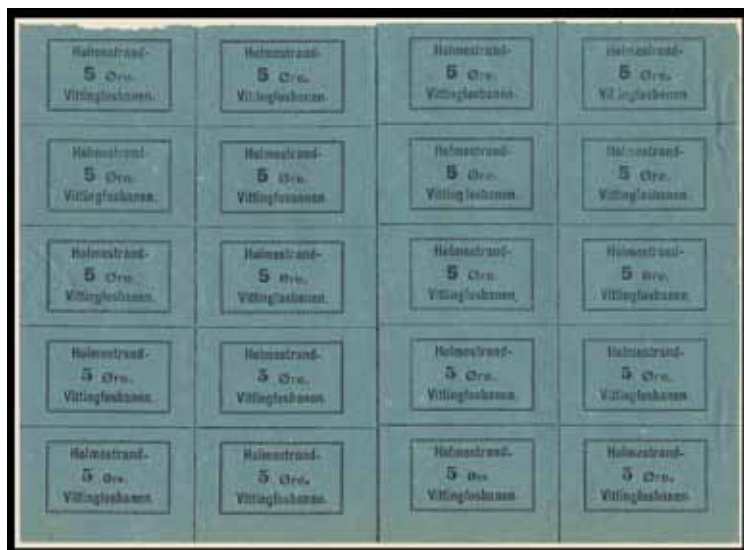 Holmestrand-
5 Øre.
Vittingfosbanen.
Holmestrand-
5 Øre.
Vittingfosbanen.
Holmestrand-
5 Øre.
Vittingfosbanen.
Holmestrand-
5 Øre.
Vittingfosbanen.
Holmestrand-
5 Øre.
Vittingfosbanen.
Holmestrand-
5 Øre.
Vittingfosbanen.
Holmestrand-
5 Øre.
Vittingfosbanen.
Holmestrand-
5 Øre.
Vittingfosbanen.
Holmestrand-
5 Øre.
Vittingfosbanen.
Holmestrand-
5 Øre.
Vittingfosbanen.
Holmestrand-
5 Øre.
Vittingfosbanen.
Holmestrand-
5 Øre.
Vittingfosbanen.
Holmestrand-
5 Øre.
Vittingfosbanen.
Holmestrand-
5 Øre.
Vittingfosbanen.
Holmestrand-
5 Øre.
Vittingfosbanen.
Holmestrand-
5 Øre.
Vittingfosbanen.
Holmestrand-
5 Øre.
Vittingfosbanen.
Holmestrand-
5 Øre.
Vittingfosbanen.
Holmestrand-
5 Øre.
Vittingfosbanen.
Holmestrand-
5 Øre.
Vittingfosbanen.